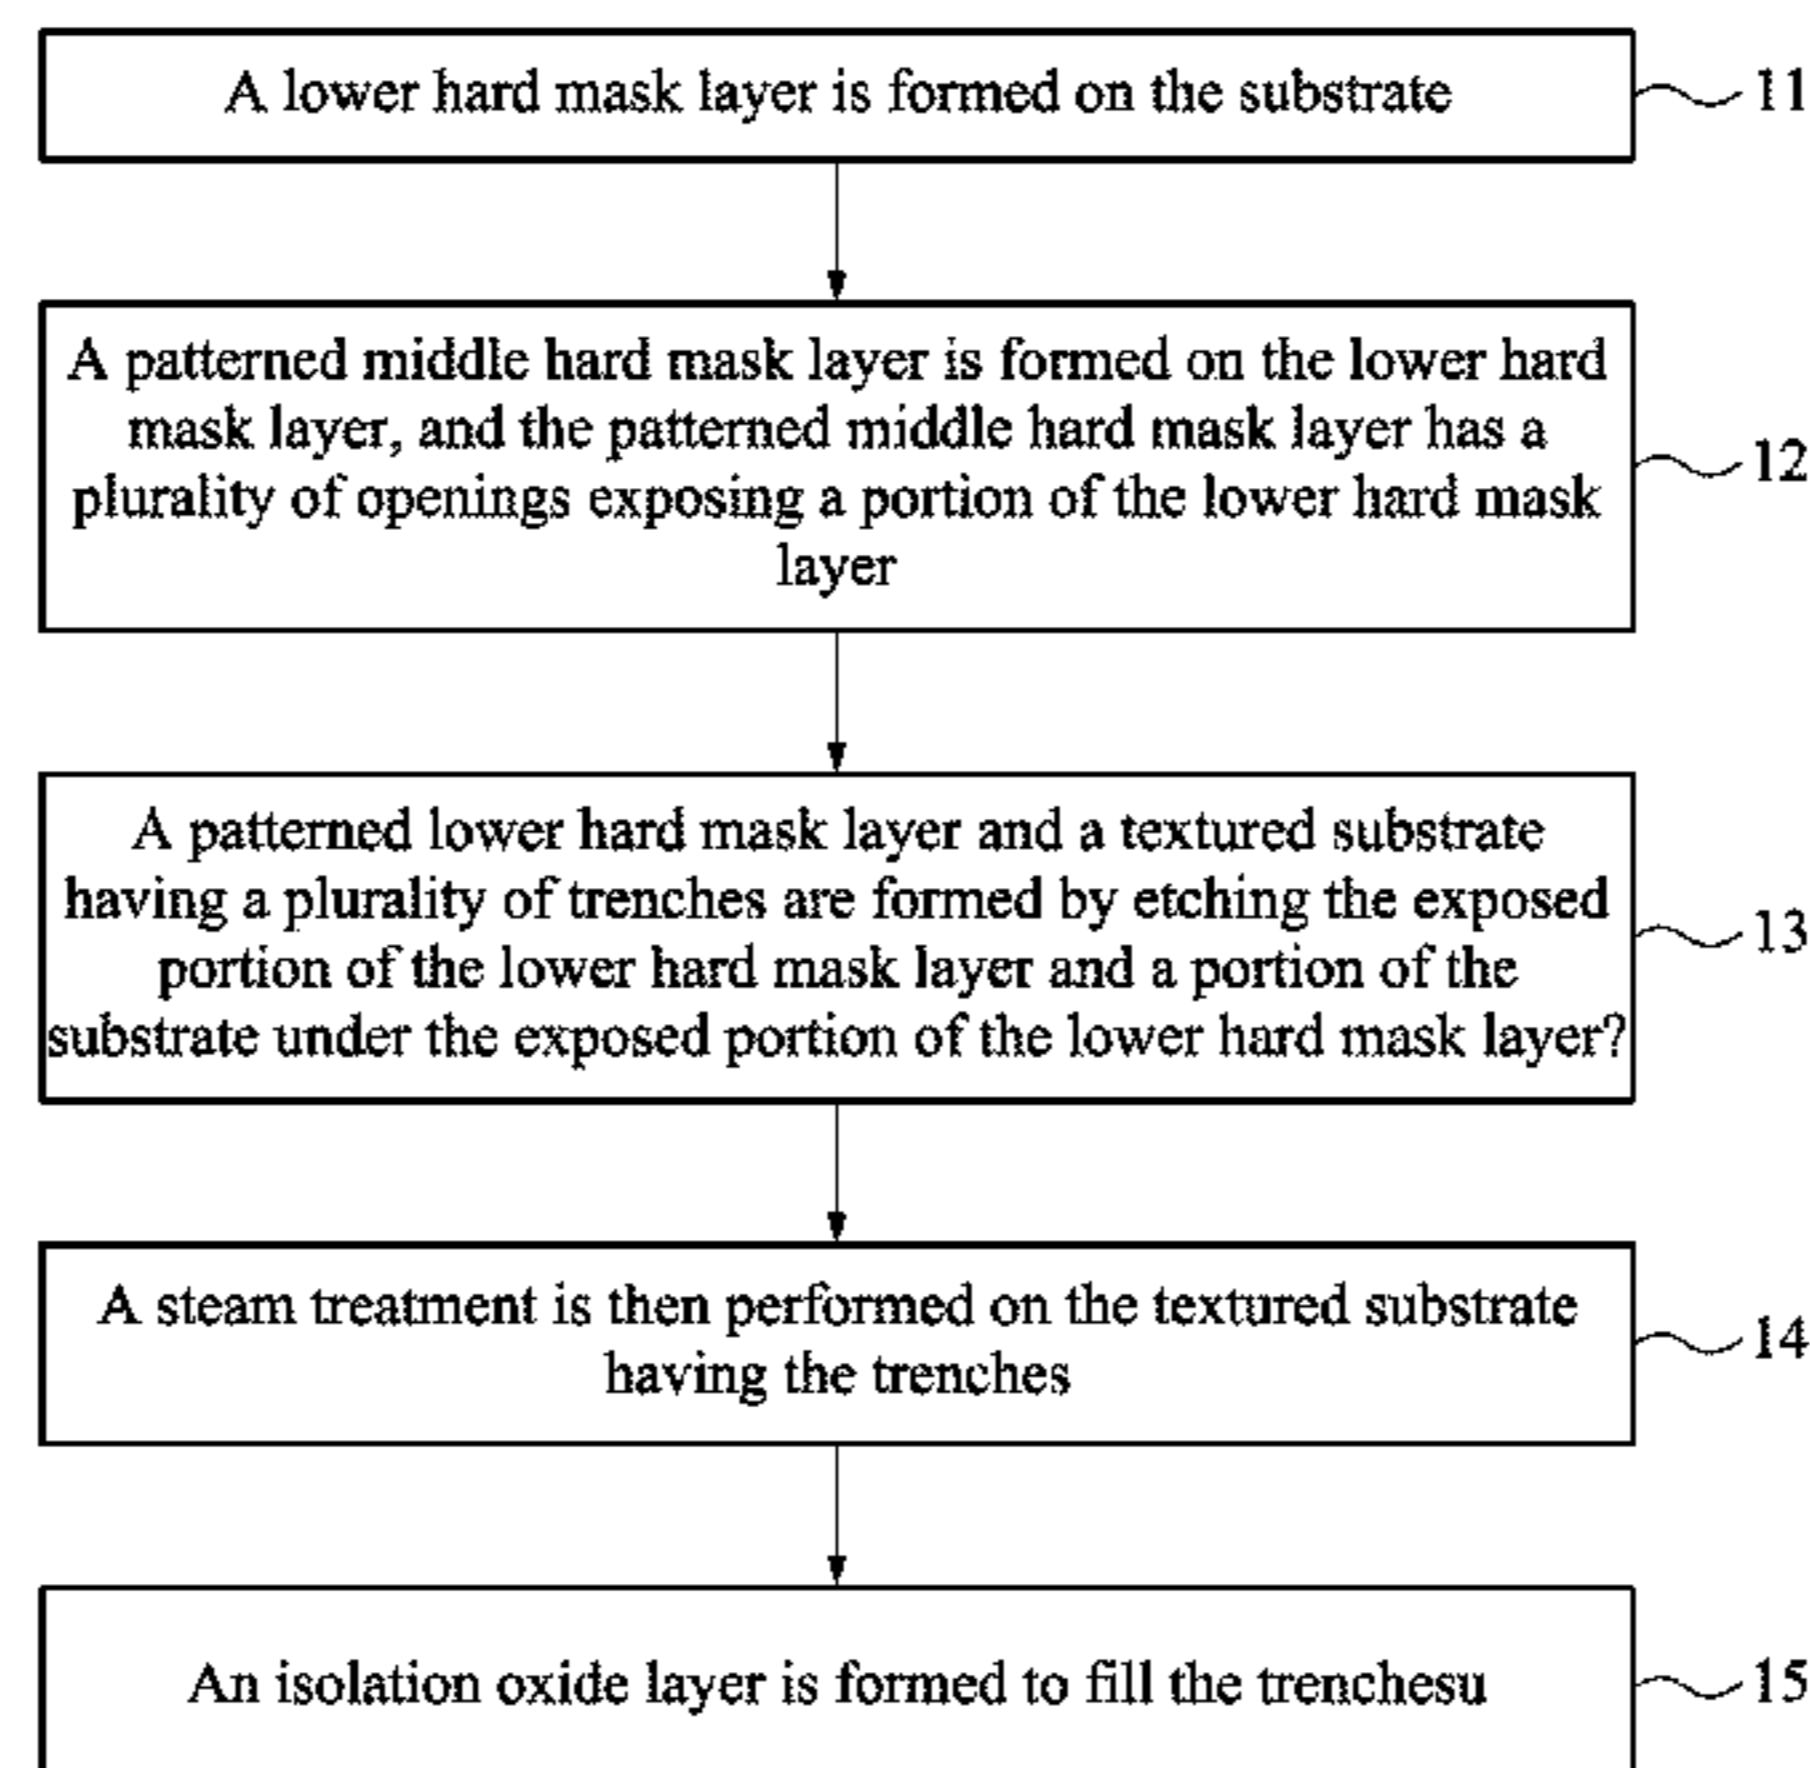 A lower hard mask layer is formed on the substrate
11
A patterned middle hard mask layer is formed on the lower hard
mask layer, and the patterned middle hard mask layer has a
plurality of openings exposing a portion of the lower hard mask
layer
12
A patterned lower hard mask layer and a textured substrate
having a plurality of trenches are formed by etching the exposed
portion of the lower hard mask layer and a portion of the
substrate under the exposed portion of the lower hard mask layer?
13
A steam treatment is then performed on the textured substrate
having the trenches
14
An isolation oxide layer is formed to fill the trenchesu
15